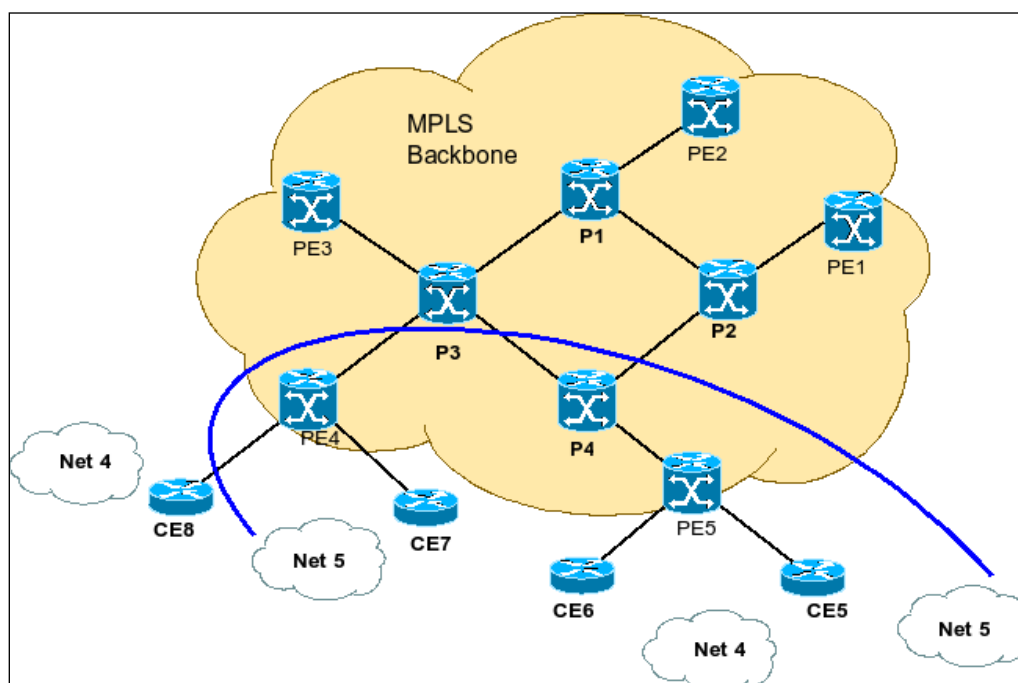 MPLS
Backbone
PE2
P1
PE3
PE1
P2
P3
PE4
P4
Net 4
PE5
CE8
CE7
Net 5
CE6
CE5
Net 4
Net 5